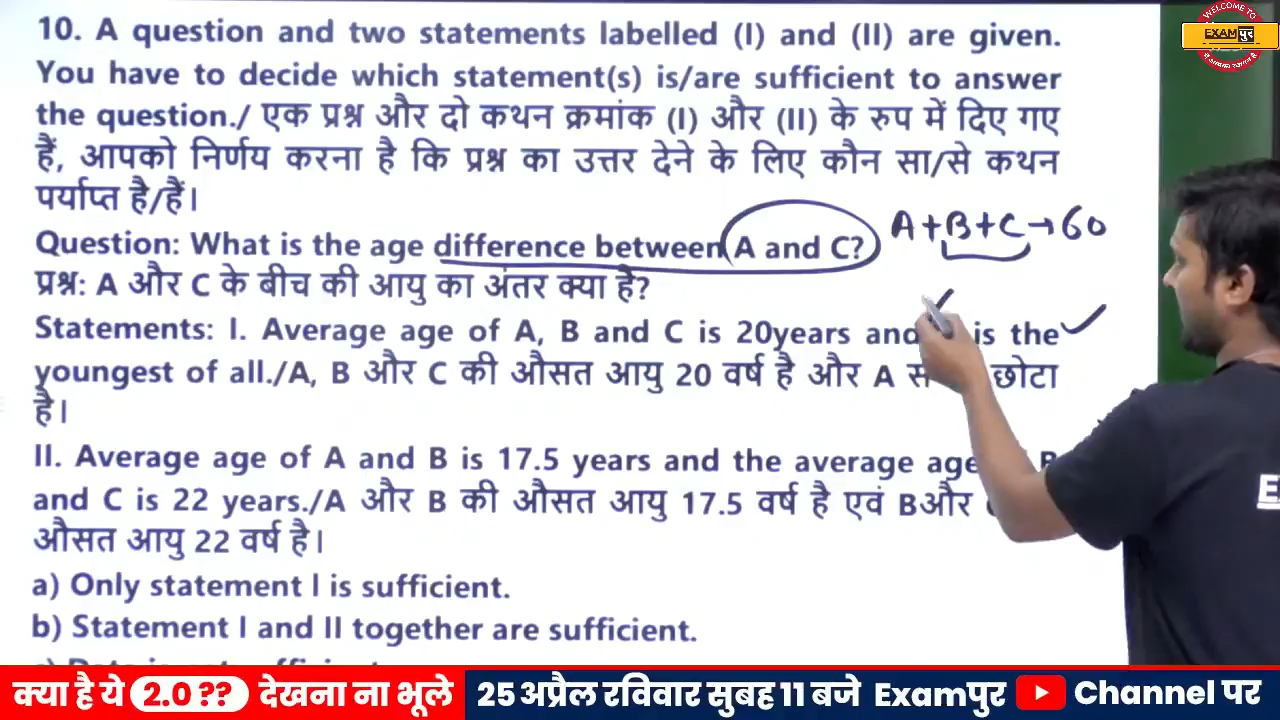 10. A question and two statements labelled (I) and (II) are given.
You have to decide which statement(s) is/are sufficient to answer
the question./ एक प्रश्न और दो कथन क्रमांक (I) और (II) के रुप में दिए गए
हैं, आपको निर्णय करना है कि प्रश्न का उत्तर देने के लिए कौन सा/से कथन
पर्याप्त है/हैं।
Question: What is the age difference between A and C?
A+B+C→60
प्रश्न: A और C के बीच की आयु का अंतर क्या है?
Statements: I. Average age of A, B and C is 20years and is the
youngest of all./A, B और C की औसत आयु 20 वर्ष है और A छोटा
है।
II. Average age of A and B is 17.5 years and the average age
and C is 22 years./A और B की औसत आयु 17.5 वर्ष है एवं Bऔर
औसत आयु 22 वर्ष है।
a) Only statement I is sufficient.
b) Statement I and II together are sufficient.
WELCOME TO
EXAMपुर
क्या है ये 2.0 ?? देखना ना भूले 25 अप्रैल रविवार सुबह 11 बजे Examपुर Channel पर